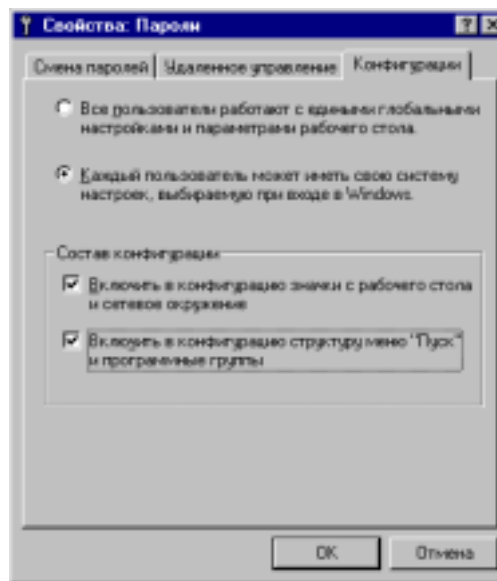 Свойства: Пароли
Смена паролей Удаленное управление Конфигурации
Все пользователи работают с едиными глобальными
настройками и параметрами рабочего стола.
Каждый пользователь может иметь свою систему
настроек, выбираемую при входе в Windows.
Состав конфигурации
Включить в конфигурацию значки с рабочего стола
и сетевое окружение
Включить в конфигурацию структуру меню "Пуск"
и программные группы
OK Отмена